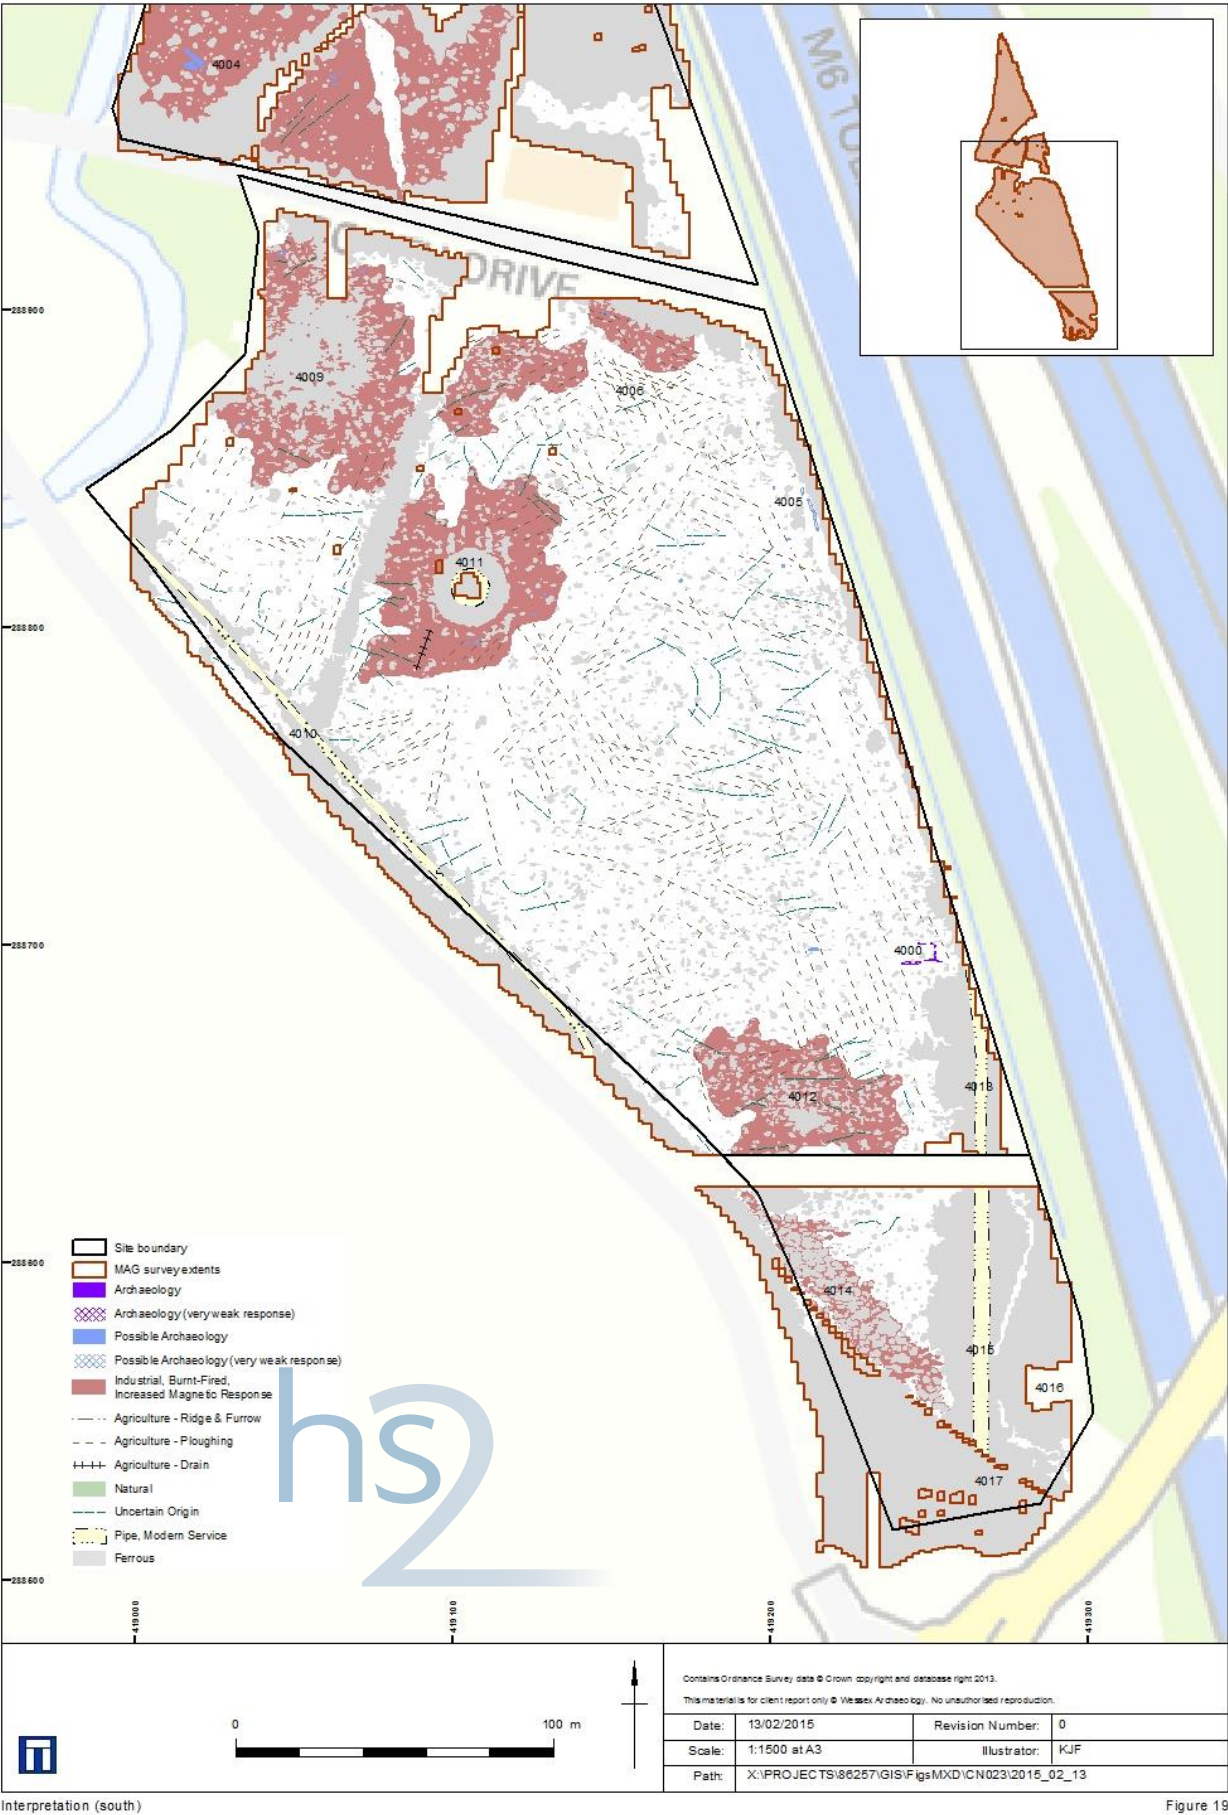 4004
M6 TOLL
DRIVE
288900
4009
4006
4005
4011
288800
4010
4000
288700
4013
4012
Site boundary
MAG survey extents
Archaeology
Archaeology (very weak response)
Possible Archaeology
Possible Archaeology (very weak response)
Industrial, Burnt-Fired,
Increased Magnetic Response
Agriculture - Ridge & Furrow
Agriculture - Ploughing
Agriculture - Drain
Natural
Uncertain Origin
Pipe, Modern Service
Ferrous
hs2
4014
4015
4016
4017
419000
419100
419200
419300
0 100 m
Contains Ordnance Survey data © Crown copyright and database right 2013.
This material is for client report only © Wessex Archaeology. No unauthorised reproduction.
Date: 13/02/2015 Revision Number: 0
Scale: 1:1500 at A3 Illustrator: KJF
Path: X:\PROJECTS\86257\GIS\FigsMXD\CN023\2015_02_13
Interpretation (south)
Figure 19